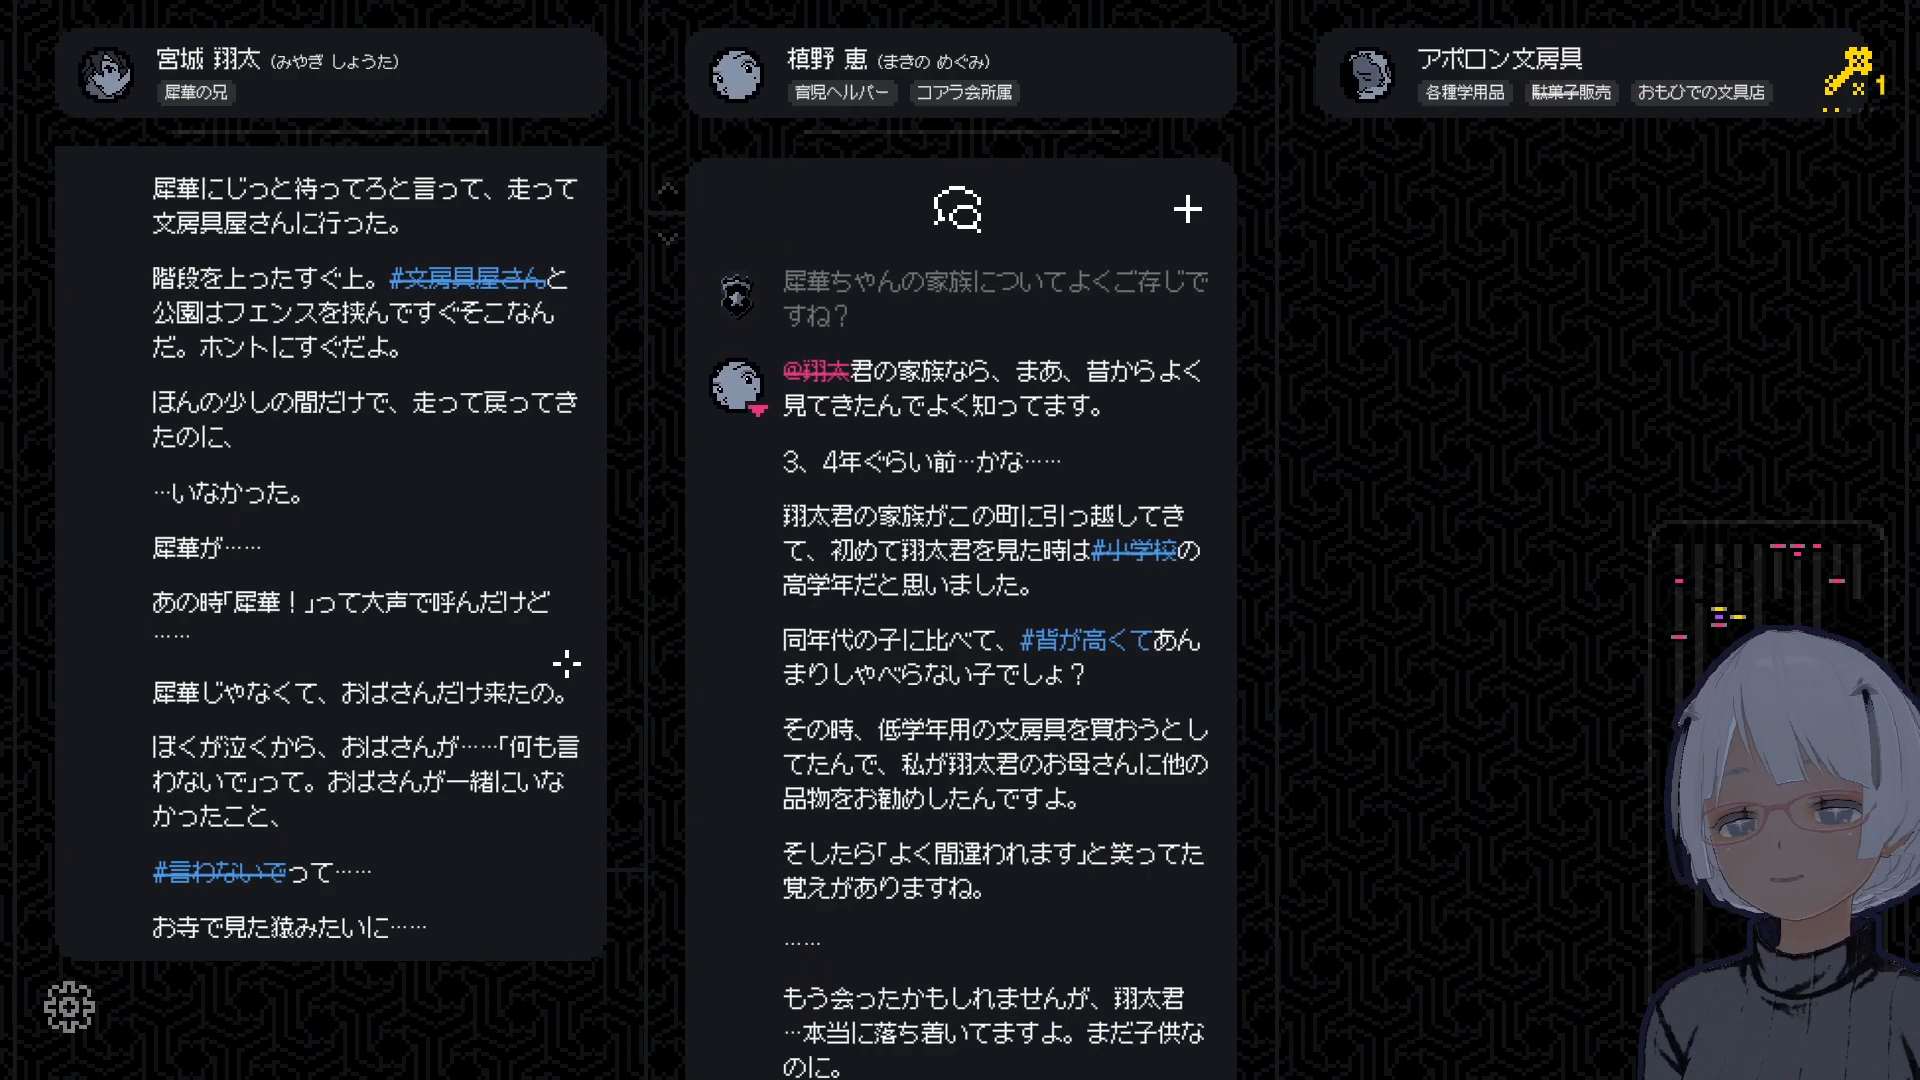 宮城 翔太 (みやぎ しょうた)
犀華の兄
犀華にじっと待ってろと言って、走って
文房具屋さんに行った。
階段を上ったすぐ上。#文房具屋さんと
公園はフェンスを挟んですぐそこなん
だ。ホントにすぐだよ。
ほんの少しの間だけで、走って戻ってき
たのに、
…いなかった。
犀華が……
あの時「犀華！」って大声で呼んだけど
……
犀華じゃなくて、おばさんだけ来たの。
ぼくが泣くから、おばさんが……「何も言
わないで」って。おばさんが一緒にいな
かったこと、
#言わないでって……
お寺で見た猿みたいに……
槙野 恵 (まきの めぐみ)
育児ヘルパー
コアラ会所属
犀華ちゃんの家族についてよくご存じで
すね？
@翔太君の家族なら、まあ、昔からよく
見てきたんでよく知ってます。
3、4年ぐらい前…かな……
翔太君の家族がこの町に引っ越してき
て、初めて翔太君を見た時は#小学校の
高学年だと思いました。
同年代の子に比べて、#背が高くてあん
まりしゃべらない子でしょ？
その時、低学年用の文房具を買おうとし
てたんで、私が翔太君のお母さんに他の
品物をお勧めしたんですよ。
そしたら「よく間違われます」と笑ってた
覚えがありますね。
……
もう会ったかもしれませんが、翔太君
…本当に落ち着いてますよ。まだ子供な
のに。
アポロン文房具
各種学用品
駄菓子販売
おもひでの文具店
1